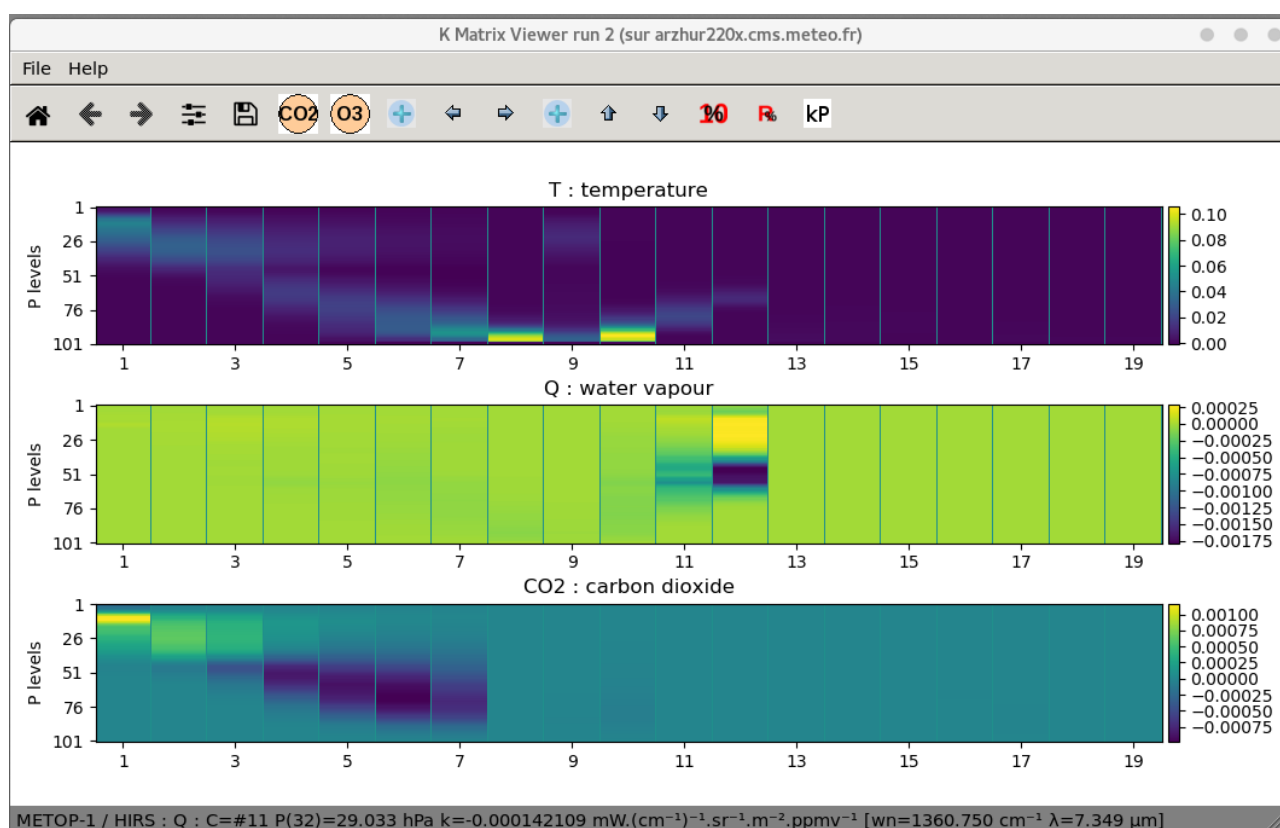 K Matrix Viewer run 2 (sur arzhur220x.cms.meteo.fr)
File Help
CO2 O3 10 % R% kP
T : temperature
P levels
1
26
51
76
101
1 3 5 7 9 11 13 15 17 19
0.10
0.08
0.06
0.04
0.02
0.00
Q : water vapour
P levels
1
26
51
76
101
1 3 5 7 9 11 13 15 17 19
0.00025
0.00000
−0.00025
−0.00050
−0.00075
−0.00100
−0.00125
−0.00150
−0.00175
CO2 : carbon dioxide
P levels
1
26
51
76
101
1 3 5 7 9 11 13 15 17 19
0.00100
0.00075
0.00050
0.00025
0.00000
−0.00025
−0.00050
−0.00075
METOP-1 / HIRS : Q : C=#11 P(32)=29.033 hPa k=-0.000142109 mW.(cm⁻¹)⁻¹.sr⁻¹.m⁻².ppmv⁻¹ [wn=1360.750 cm⁻¹ λ=7.349 µm]